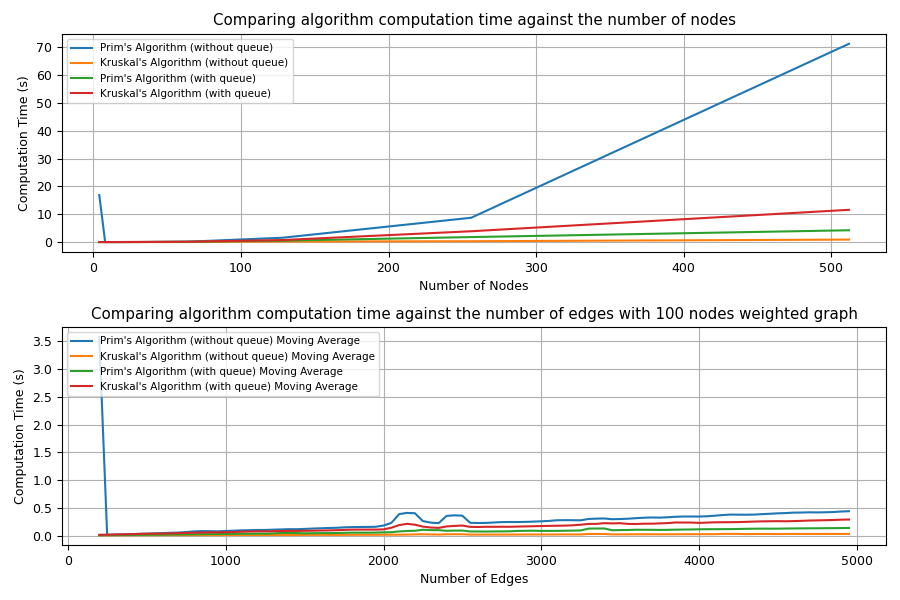 Comparing algorithm computation time against the number of nodes
Computation Time (s)
70
60
50
40
30
20
10
0
Prim's Algorithm (without queue)
Kruskal's Algorithm (without queue)
Prim's Algorithm (with queue)
Kruskal's Algorithm (with queue)
0 100 200 300 400 500
Number of Nodes
Comparing algorithm computation time against the number of edges with 100 nodes weighted graph
Computation Time (s)
3.5
3.0
2.5
2.0
1.5
1.0
0.5
0.0
Prim's Algorithm (without queue) Moving Average
Kruskal's Algorithm (without queue) Moving Average
Prim's Algorithm (with queue) Moving Average
Kruskal's Algorithm (with queue) Moving Average
0 1000 2000 3000 4000 5000
Number of Edges